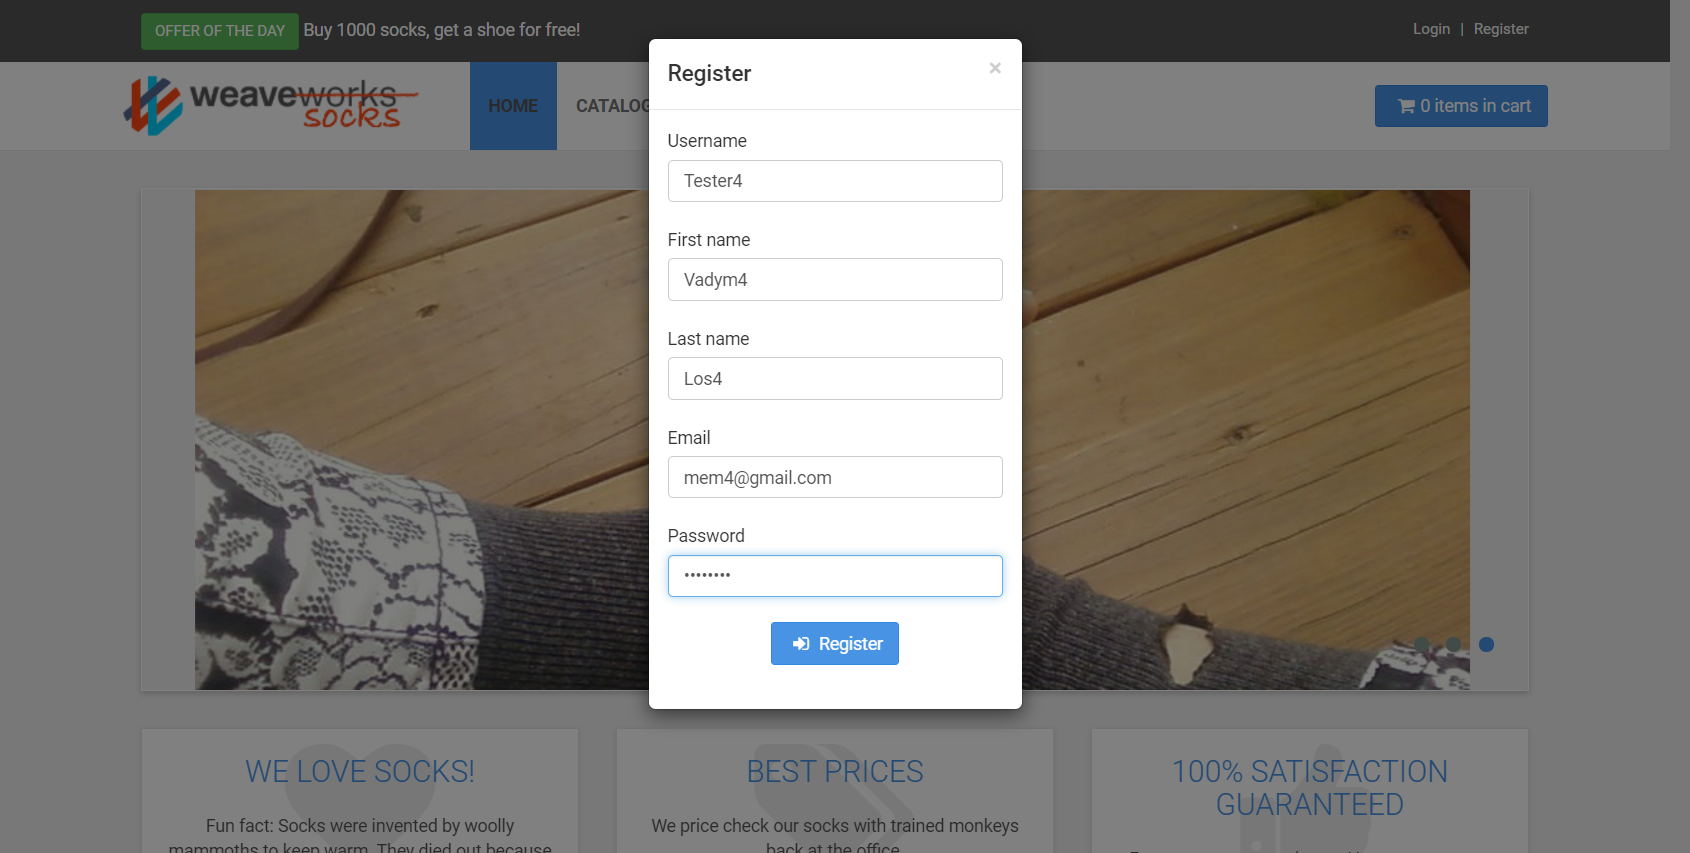 OFFER OF THE DAY Buy 1000 socks, get a shoe for free!
Login | Register
weaveworks
socks
HOME
CATALOG
0 items in cart
Register
×
Username
Tester4
First name
Vadym4
Last name
Los4
Email
mem4@gmail.com
Password
••••••••
Register
WE LOVE SOCKS!
Fun fact: Socks were invented by woolly
mammoths to keep warm. They died out because
BEST PRICES
We price check our socks with trained monkeys
back at the office
100% SATISFACTION
GUARANTEED